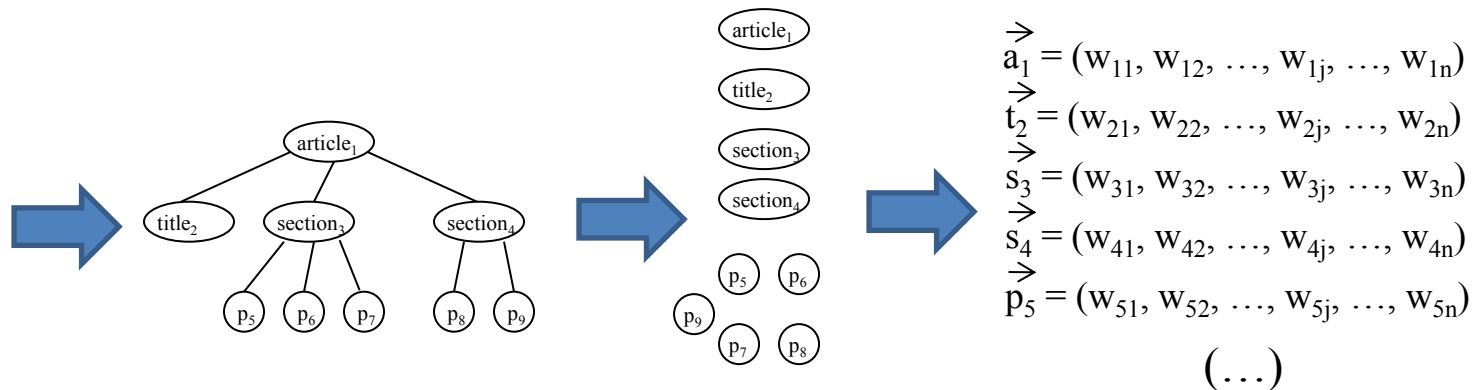 article₁
title₂ section₃ section₄
p₅ p₆ p₇ p₈ p₉
article₁
title₂
section₃
section₄
p₅ p₆
p₉
p₇ p₈
a₁ = (w₁₁, w₁₂, …, w₁ⱼ, …, w₁ₙ)
t₂ = (w₂₁, w₂₂, …, w₂ⱼ, …, w₂ₙ)
s₃ = (w₃₁, w₃₂, …, w₃ⱼ, …, w₃ₙ)
s₄ = (w₄₁, w₄₂, …, w₄ⱼ, …, w₄ₙ)
p₅ = (w₅₁, w₅₂, …, w₅ⱼ, …, w₅ₙ)
(…)